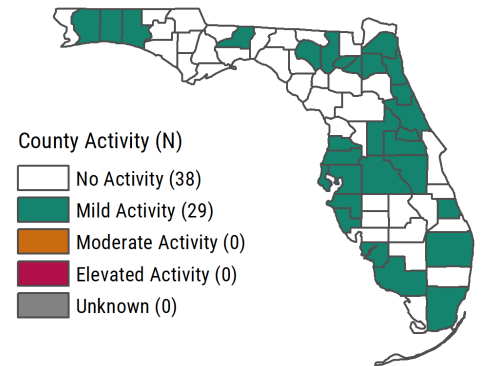 County Activity (N)
No Activity (38)
Mild Activity (29)
Moderate Activity (0)
Elevated Activity (0)
Unknown (0)